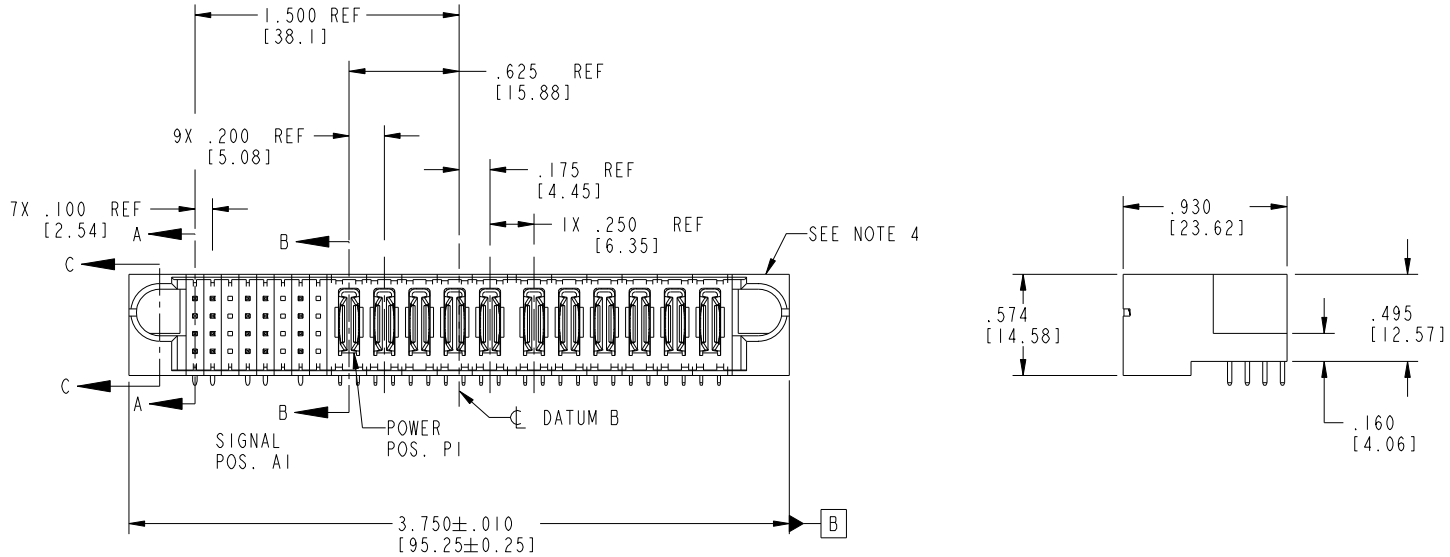 1.500 REF
[38.1]
.625 REF
[15.88]
9X .200 REF
[5.08]
.175 REF
[4.45]
7X .100 REF
[2.54]
1X .250 REF
[6.35]
A
B
C
SEE NOTE 4
C
A
B
SIGNAL
POS. A1
POWER
POS. P1
℄ DATUM B
3.750±.010
[95.25±0.25]
B
.930
[23.62]
.574
[14.58]
.495
[12.57]
.160
[4.06]